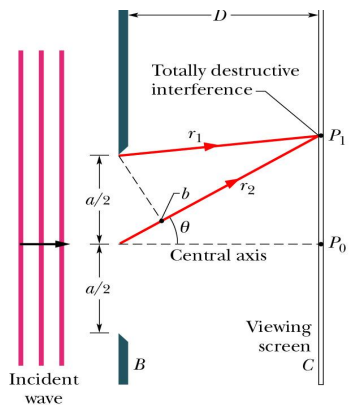 D
Totally destructive
interference
P1
r1
r2
a/2
b
θ
P0
Central axis
a/2
Viewing
screen
B
C
Incident
wave